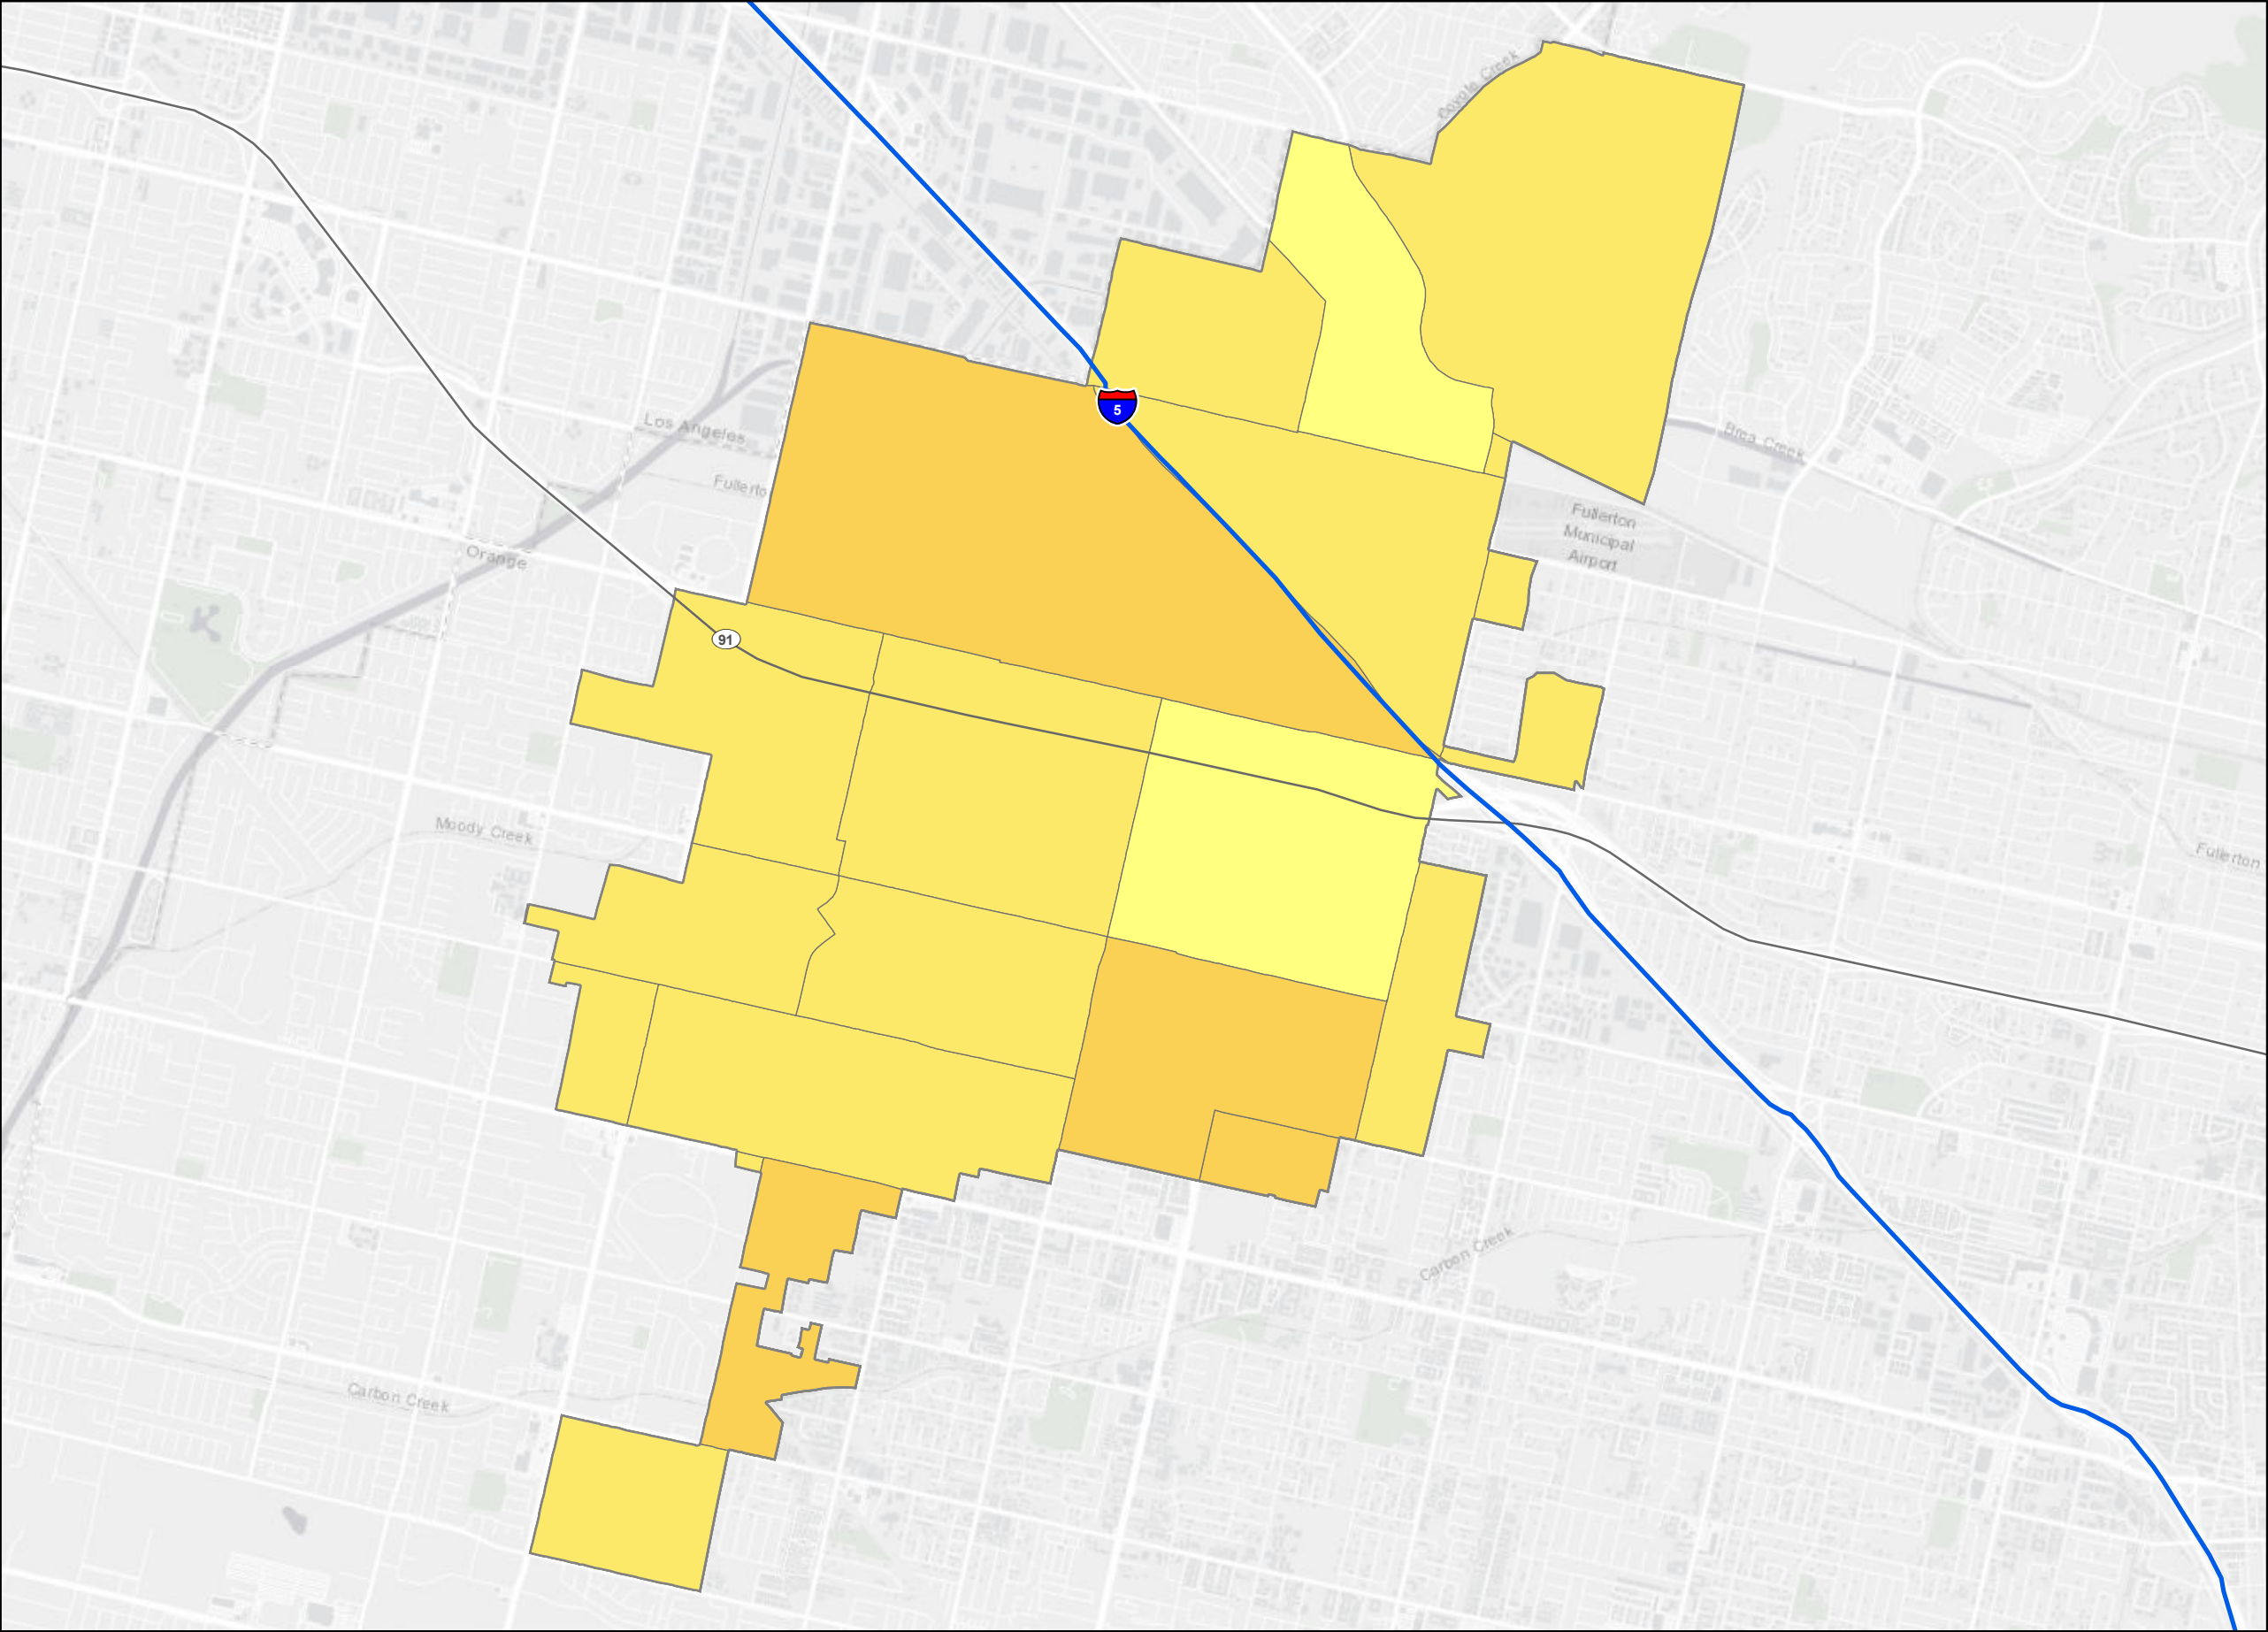 Coyote Creek
Los Angeles
5
Brea Creek
Fullerto
Fullerton
Municipal
Airport
Orange
91
Moody Creek
Fullerton
Carbon Creek
Carbon Creek